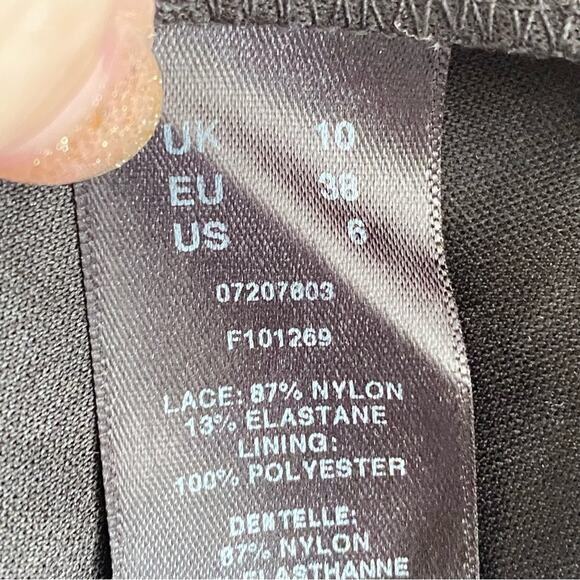 UK 10
EU 38
US 6
07207603
F101269
LACE: 87% NYLON
13% ELASTANE
LINING:
100% POLYESTER
DENTELLE:
87% NYLON
ELASTHANNE